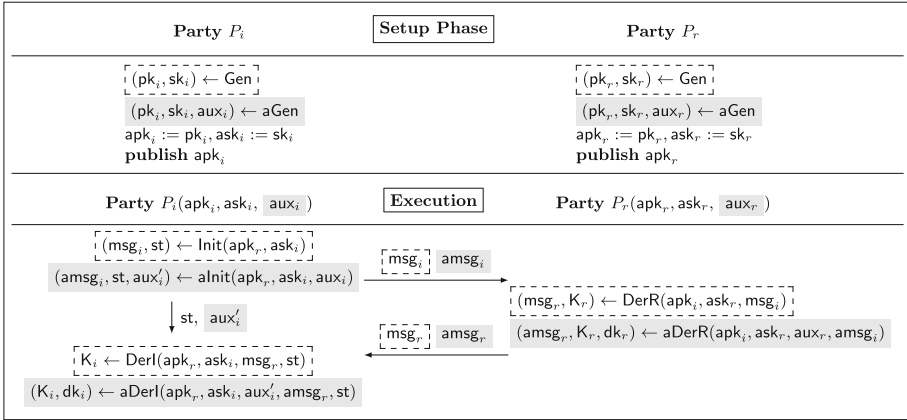 Party P_i Setup Phase Party P_r
(pk_i, sk_i) ← Gen (pk_r, sk_r) ← Gen
(pk_i, sk_i, aux_i) ← aGen (pk_r, sk_r, aux_r) ← aGen
apk_i := pk_i, ask_i := sk_i apk_r := pk_r, ask_r := sk_r
publish apk_i publish apk_r
Party P_i(apk_i, ask_i, aux_i) Execution Party P_r(apk_r, ask_r, aux_r)
(msg_i, st) ← Init(apk_r, ask_i)
msg_i amsg_i
(amsg_i, st, aux′_i) ← aInit(apk_r, ask_i, aux_i)
(msg_r, K_r) ← DerR(apk_i, ask_r, msg_i)
st, aux′_i
(amsg_r, K_r, dk_r) ← aDerR(apk_i, ask_r, aux_r, amsg_i)
msg_r amsg_r
K_i ← DerI(apk_r, ask_i, msg_r, st)
(K_i, dk_i) ← aDerI(apk_r, ask_i, aux′_i, amsg_r, st)